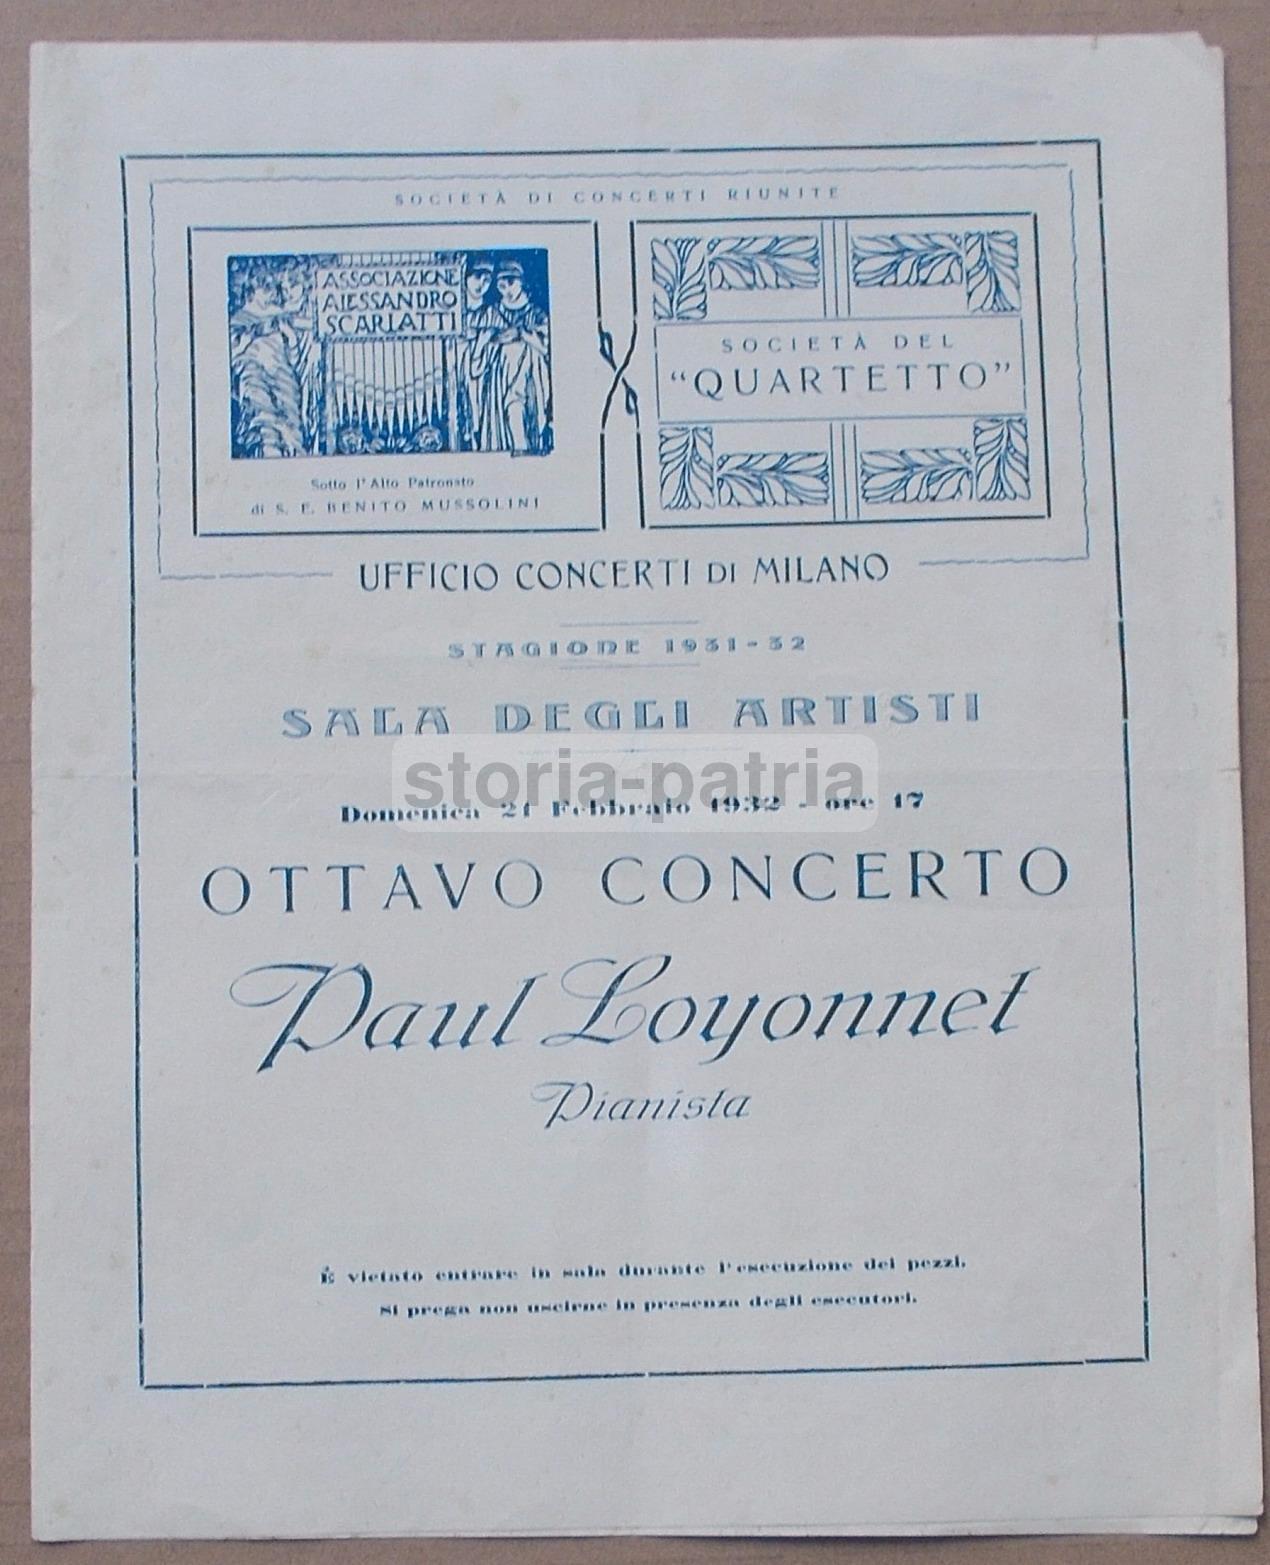 SOCIETÀ DI CONCERTI RIUNITE
ASSOCIAZIONE
ALESSANDRO
SCARLATTI
Sotto l'Alto Patronato
di S. E. BENITO MUSSOLINI
SOCIETÀ DEL
"QUARTETTO"
UFFICIO CONCERTI DI MILANO
STAGIONE 1931-32
SALA DEGLI ARTISTI
storia-patria
Domenica 21 Febbraio 1932 - ore 17
OTTAVO CONCERTO
Paul Loyonnet
Pianista
È vietato entrare in sala durante l'esecuzione dei pezzi.
Si prega non uscirne in presenza degli esecutori.